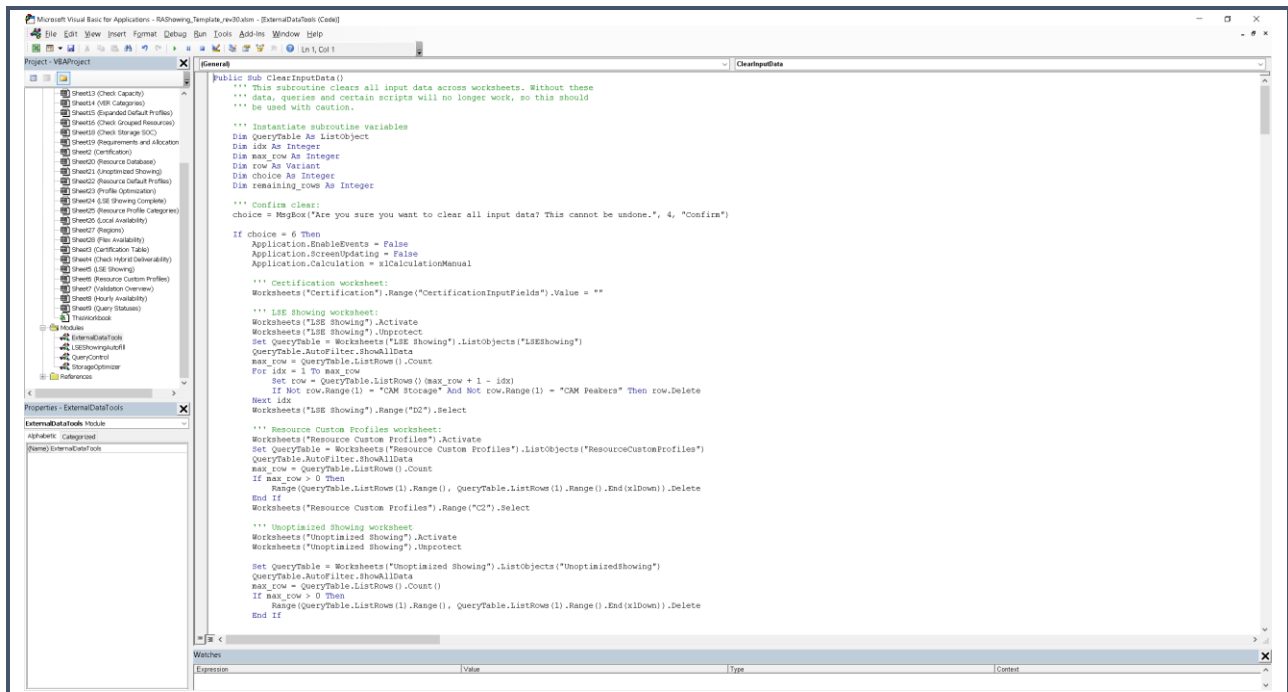 Microsoft Visual Basic for Applications - RAShowing_Template_rev30.xlsm - [ExternalDataTools (Code)]
File Edit View Insert Format Debug Run Tools Add-Ins Window Help
Ln 1, Col 1
Project - VBAProject
(General)
ClearInputData
Sheet13 (Check Capacity)
Sheet14 (VER Categories)
Sheet15 (Expanded Default Profiles)
Sheet16 (Check Grouped Resources)
Sheet18 (Check Storage SOC)
Sheet19 (Requirements and Allocation
Sheet2 (Certification)
Sheet20 (Resource Database)
Sheet21 (Unoptimized Showing)
Sheet22 (Resource Default Profiles)
Sheet23 (Profile Optimization)
Sheet24 (LSE Showing Complete)
Sheet25 (Resource Profile Categories)
Sheet26 (Local Availability)
Sheet27 (Regions)
Sheet28 (Flex Availability)
Sheet3 (Certification Table)
Sheet4 (Check Hybrid Deliverability)
Sheet5 (LSE Showing)
Sheet6 (Resource Custom Profiles)
Sheet7 (Validation Overview)
Sheet8 (Hourly Availability)
Sheet9 (Query Statuses)
ThisWorkbook
Modules
ExternalDataTools
LSEShowingAutofill
QueryControl
StorageOptimizer
References
Properties - ExternalDataTools
ExternalDataTools Module
Alphabetic Categorized
(Name) ExternalDataTools
Public Sub ClearInputData()
''' This subroutine clears all input data across worksheets. Without these
''' data, queries and certain scripts will no longer work, so this should
''' be used with caution.
''' Instantiate subroutine variables
Dim QueryTable As ListObject
Dim idx As Integer
Dim max_row As Integer
Dim row As Variant
Dim choice As Integer
Dim remaining_rows As Integer
''' Confirm clear:
choice = MsgBox("Are you sure you want to clear all input data? This cannot be undone.", 4, "Confirm")
If choice = 6 Then
Application.EnableEvents = False
Application.ScreenUpdating = False
Application.Calculation = xlCalculationManual
''' Certification worksheet:
Worksheets("Certification").Range("CertificationInputFields").Value = ""
''' LSE Showing worksheet:
Worksheets("LSE Showing").Activate
Worksheets("LSE Showing").Unprotect
Set QueryTable = Worksheets("LSE Showing").ListObjects("LSEShowing")
QueryTable.AutoFilter.ShowAllData
max_row = QueryTable.ListRows().Count
For idx = 1 To max_row
Set row = QueryTable.ListRows()(max_row + 1 - idx)
If Not row.Range(1) = "CAM Storage" And Not row.Range(1) = "CAM Peakers" Then row.Delete
Next idx
Worksheets("LSE Showing").Range("D2").Select
''' Resource Custom Profiles worksheet:
Worksheets("Resource Custom Profiles").Activate
Set QueryTable = Worksheets("Resource Custom Profiles").ListObjects("ResourceCustomProfiles")
QueryTable.AutoFilter.ShowAllData
max_row = QueryTable.ListRows().Count
If max_row > 0 Then
Range(QueryTable.ListRows(1).Range(), QueryTable.ListRows(1).Range().End(xlDown)).Delete
End If
Worksheets("Resource Custom Profiles").Range("C2").Select
''' Unoptimized Showing worksheet
Worksheets("Unoptimized Showing").Activate
Worksheets("Unoptimized Showing").Unprotect
Set QueryTable = Worksheets("Unoptimized Showing").ListObjects("UnoptimizedShowing")
QueryTable.AutoFilter.ShowAllData
max_row = QueryTable.ListRows().Count()
If max_row > 0 Then
Range(QueryTable.ListRows(1).Range(), QueryTable.ListRows(1).Range().End(xlDown)).Delete
End If
Watches
Expression Value Type Context